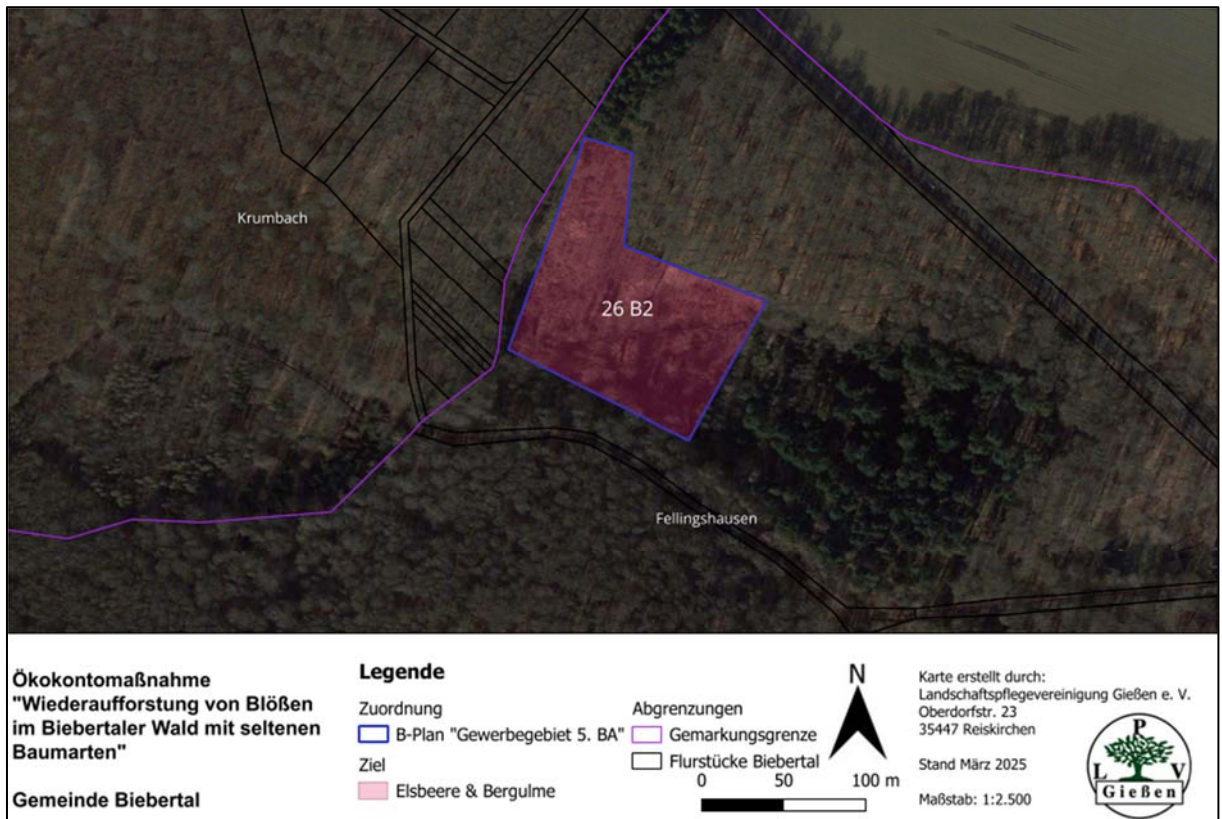 Krumbach
26 B2
Fellingshausen
Ökokontomaßnahme
"Wiederaufforstung von Blößen
im Biebertaler Wald mit seltenen
Baumarten"
Gemeinde Biebertal
Legende
Zuordnung
B-Plan "Gewerbegebiet 5. BA"
Ziel
Elsbeere & Bergulme
Abgrenzungen
Gemarkungsgrenze
Flurstücke Biebertal
0 50 100 m
N
Karte erstellt durch:
Landschaftspflegevereinigung Gießen e. V.
Oberdorfstr. 23
35447 Reiskirchen
Stand März 2025
Maßstab: 1:2.500
P
L V
Gießen